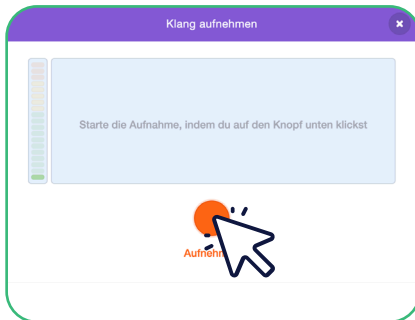 Klang aufnehmen
Starte die Aufnahme, indem du auf den Knopf unten klickst